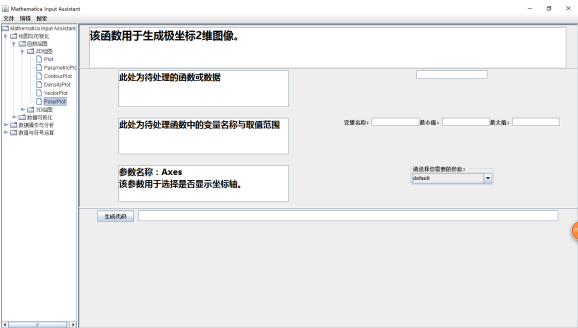 Mathematica Input Assistant
文件 编辑 探索
Mathematica Input Assistant
绘图与可视化
函数绘图
2D绘图
Plot
ParametricPlo
ContourPlot
DensityPlot
VectorPlot
PolarPlot
3D绘图
数据可视化
数据操作与分析
数值与符号运算
该函数用于生成极坐标2维图像。
此处为待处理的函数或数据
此处为待处理函数中的变量名称与取值范围
变量名称： 最小值： 最大值：
参数名称：Axes
该参数用于选择是否显示坐标轴。
请选择你需要的参数：
default
生成代码